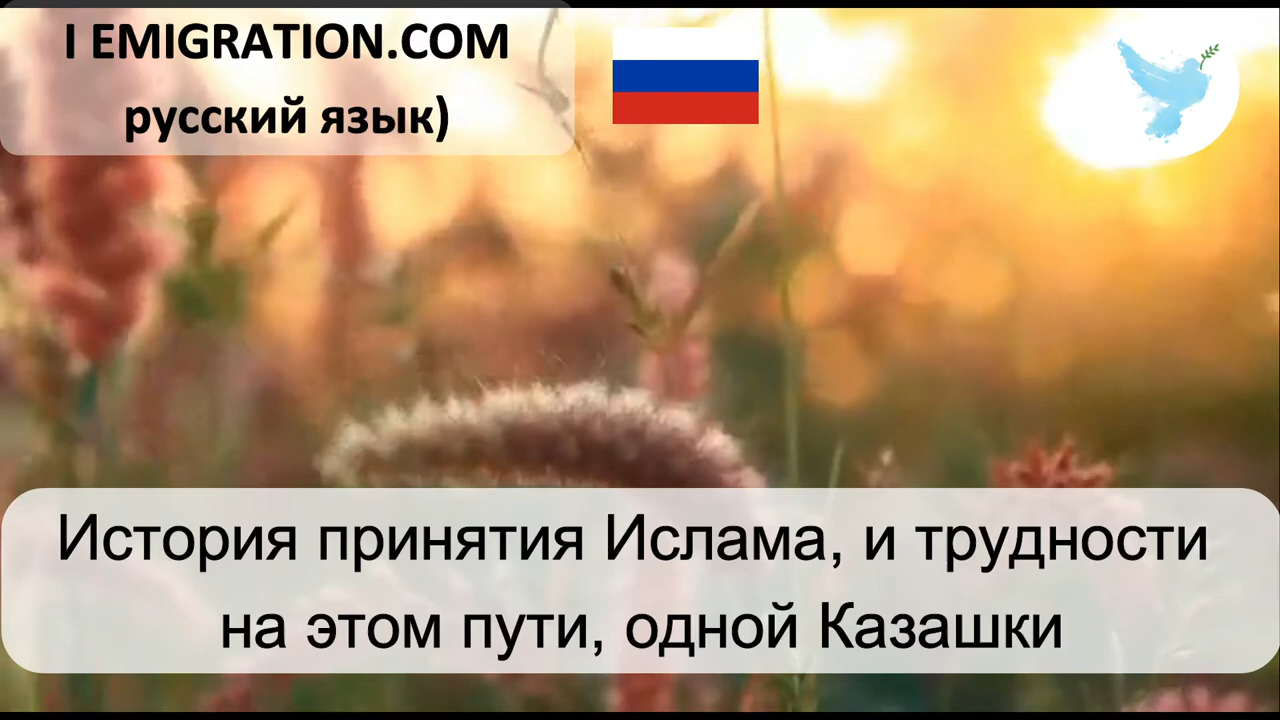 I EMIGRATION.COM
русский язык)
История принятия Ислама, и трудности
на этом пути, одной Казашки